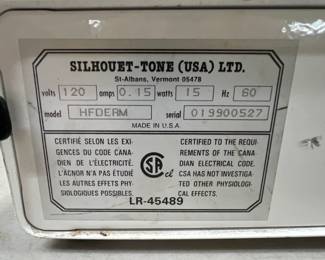 SILHOUET-TONE (USA) LTD.
St-Albans, Vermont 05478
volts 120 amps 0.15 watts 15 Hz 60
model HFDERM serial 019900527
MADE IN U.S.A.
CERTIFIÉ SELON LES EXI-
GENCES DU CODE CANA-
DIEN DE L'ÉLECTRICITÉ.
L'ACNOR N'A PAS ÉTUDIÉ
LES AUTRES EFFETS PHY-
SIOLOGIQUES POSSIBLES.
SA cl
CERTIFIED TO THE REQUI-
REMENTS OF THE CANA-
DIAN ELECTRICAL CODE.
CSA HAS NOT INVESTIGA-
TED OTHER PHYSIOLOGI-
CAL EFFECTS.
LR-45489